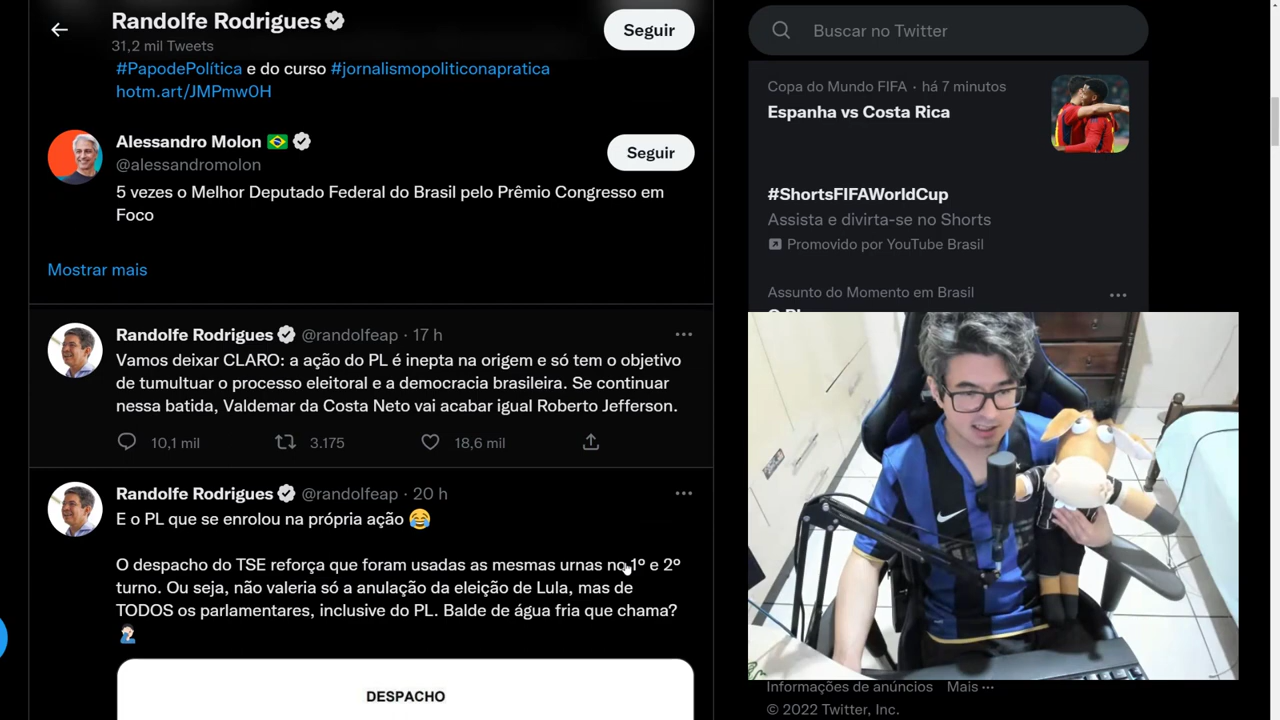 Randolfe Rodrigues
31,2 mil Tweets
Seguir
#PapodePolítica e do curso #jornalismopoliticonapratica
hotm.art/JMPmw0H
Alessandro Molon
@alessandromolon
Seguir
5 vezes o Melhor Deputado Federal do Brasil pelo Prêmio Congresso em
Foco
Mostrar mais
Randolfe Rodrigues @randolfeap · 17 h
Vamos deixar CLARO: a ação do PL é inepta na origem e só tem o objetivo
de tumultuar o processo eleitoral e a democracia brasileira. Se continuar
nessa batida, Valdemar da Costa Neto vai acabar igual Roberto Jefferson.
10,1 mil 3.175 18,6 mil
Randolfe Rodrigues @randolfeap · 20 h
E o PL que se enrolou na própria ação 😂
O despacho do TSE reforça que foram usadas as mesmas urnas no 1º e 2º
turno. Ou seja, não valeria só a anulação da eleição de Lula, mas de
TODOS os parlamentares, inclusive do PL. Balde de água fria que chama?
DESPACHO
Buscar no Twitter
Copa do Mundo FIFA · há 7 minutos
Espanha vs Costa Rica
#ShortsFIFAWorldCup
Assista e divirta-se no Shorts
Promovido por YouTube Brasil
Assunto do Momento em Brasil
Informações de anúncios Mais ···
© 2022 Twitter, Inc.